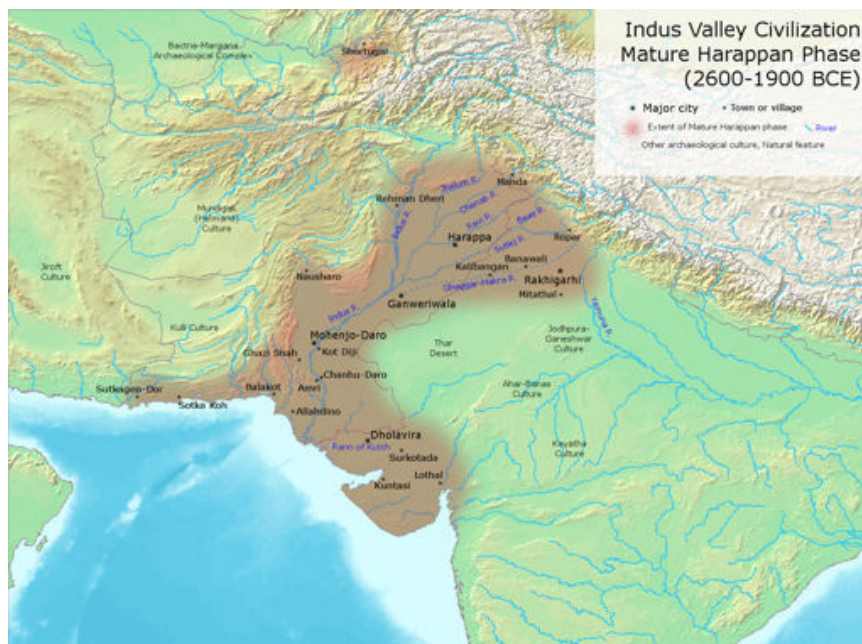 Indus Valley Civilization
Mature Harappan Phase
(2600-1900 BCE)
Major city
Town or village
Extent of Mature Harappan phase
River
Other archaeological culture, Natural feature
Bactria-Margiana
Archaeological Complex
Shortugai
Manda
Rehman Dheri
Jhelum R.
Chenab R.
Ravi R.
Beas R.
Indus R.
Mundigak
(Helmand)
Culture
Harappa
Sutlej R.
Ropar
Jiroft
Culture
Nausharo
Kalibangan
Banawali
Rakhigarhi
Ghaggar-Hakra R.
Ganweriwala
Mitathal
Indus R.
Yamuna R.
Kulli Culture
Mohenjo-Daro
Kot Diji
Thar
Desert
Jodhpura-
Ganeshwar
Culture
Ghazi Shah
Chanhu-Daro
Amri
Sutkagen-Dor
Sotka Koh
Balakot
Ahar-Banas
Culture
Allahdino
Dholavira
Rann of Kutch
Surkotada
Kayatha
Culture
Kuntasi
Lothal